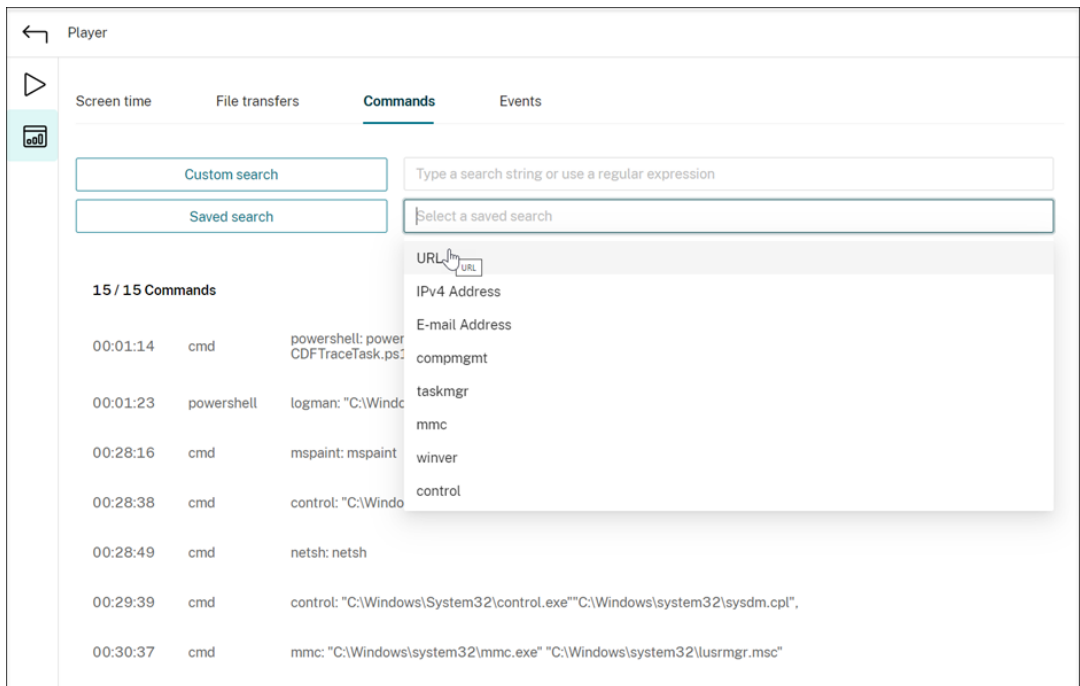 Player
Screen time File transfers Commands Events
Custom search Type a search string or use a regular expression
Saved search Select a saved search
URL
URL
IPv4 Address
15 / 15 Commands
E-mail Address
00:01:14 cmd powershell: power
CDFTraceTask.ps1
compmgmt
taskmgr
00:01:23 powershell logman: "C:\Windo
mmc
00:28:16 cmd mspaint: mspaint
winver
control
00:28:38 cmd control: "C:\Windo
00:28:49 cmd netsh: netsh
00:29:39 cmd control: "C:\Windows\System32\control.exe""C:\Windows\system32\sysdm.cpl",
00:30:37 cmd mmc: "C:\Windows\system32\mmc.exe" "C:\Windows\system32\lusrmgr.msc"